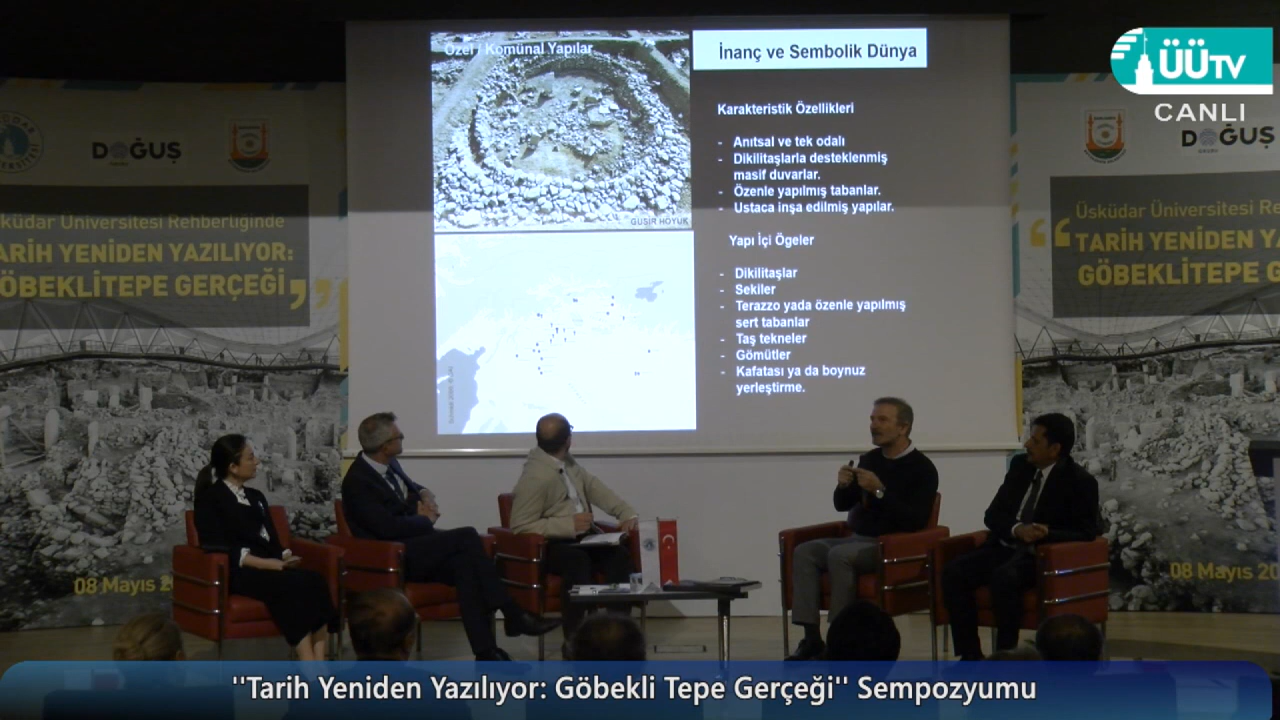 Özel / Komünal Yapılar
GUSIR HÖYÜK
İnanç ve Sembolik Dünya
Karakteristik Özellikleri
- Anıtsal ve tek odalı
- Dikilitaşlarla desteklenmiş
masif duvarlar.
- Özenle yapılmış tabanlar.
- Ustaca inşa edilmiş yapılar.
Yapı İçi Ögeler
- Dikilitaşlar
- Sekiler
- Terazzo yada özenle yapılmış
sert tabanlar
- Taş tekneler
- Gömütler
- Kafatası ya da boynuz
yerleştirme.
ÜÜTV
CANLI
DOĞUŞ
sküdar Üniversitesi Rehberliğinde
ARİH YENİDEN YAZILIYOR:
ÖBEKLİTEPE GERÇEĞİ
08 Mayıs 2
DOĞUŞ
Üsküdar Üniversitesi Re
TARİH YENİDEN YA
GÖBEKLİTEPE G
08 Mayıs 20
''Tarih Yeniden Yazılıyor: Göbekli Tepe Gerçeği'' Sempozyumu